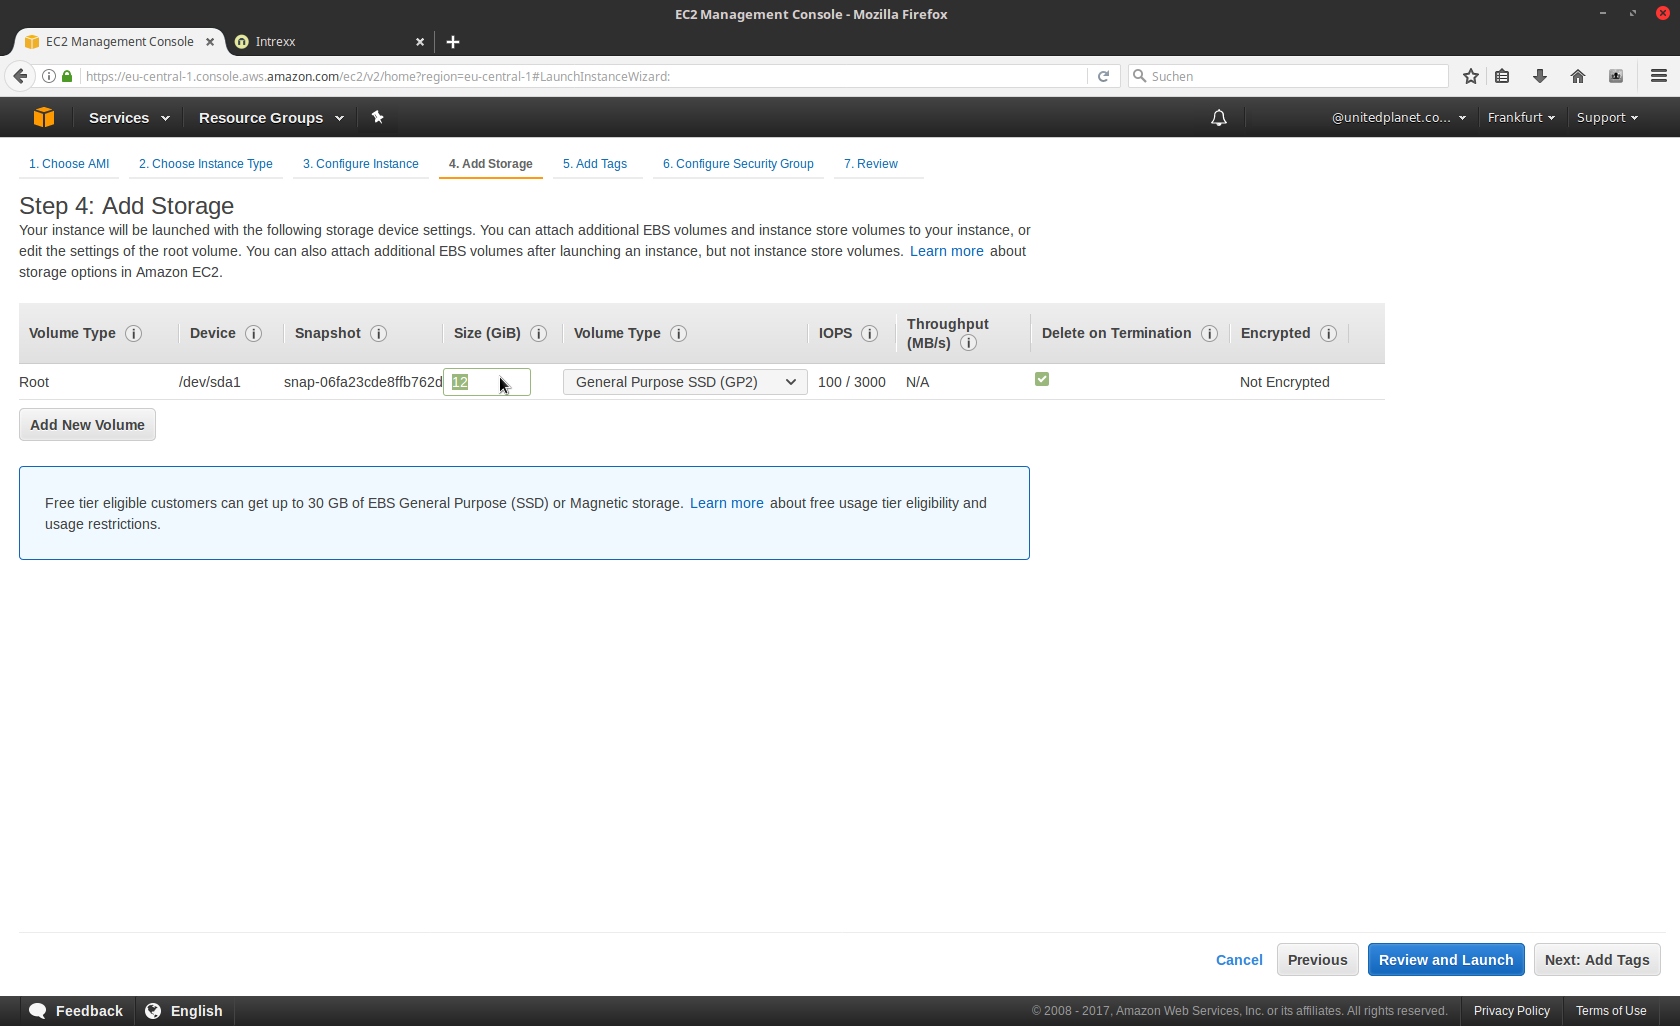 EC2 Management Console - Mozilla Firefox
EC2 Management Console
Intrexx
https://eu-central-1.console.aws.amazon.com/ec2/v2/home?region=eu-central-1#LaunchInstanceWizard:
Suchen
Services
Resource Groups
@unitedplanet.co...
Frankfurt
Support
1. Choose AMI
2. Choose Instance Type
3. Configure Instance
4. Add Storage
5. Add Tags
6. Configure Security Group
7. Review
Step 4: Add Storage
Your instance will be launched with the following storage device settings. You can attach additional EBS volumes and instance store volumes to your instance, or
edit the settings of the root volume. You can also attach additional EBS volumes after launching an instance, but not instance store volumes. Learn more about
storage options in Amazon EC2.
Volume Type
Device
Snapshot
Size (GiB)
Volume Type
IOPS
Throughput
(MB/s)
Delete on Termination
Encrypted
Root
/dev/sda1
snap-06fa23cde8ffb762d
12
General Purpose SSD (GP2)
100 / 3000
N/A
Not Encrypted
Add New Volume
Free tier eligible customers can get up to 30 GB of EBS General Purpose (SSD) or Magnetic storage. Learn more about free usage tier eligibility and
usage restrictions.
Cancel
Previous
Review and Launch
Next: Add Tags
Feedback
English
© 2008 - 2017, Amazon Web Services, Inc. or its affiliates. All rights reserved.
Privacy Policy
Terms of Use